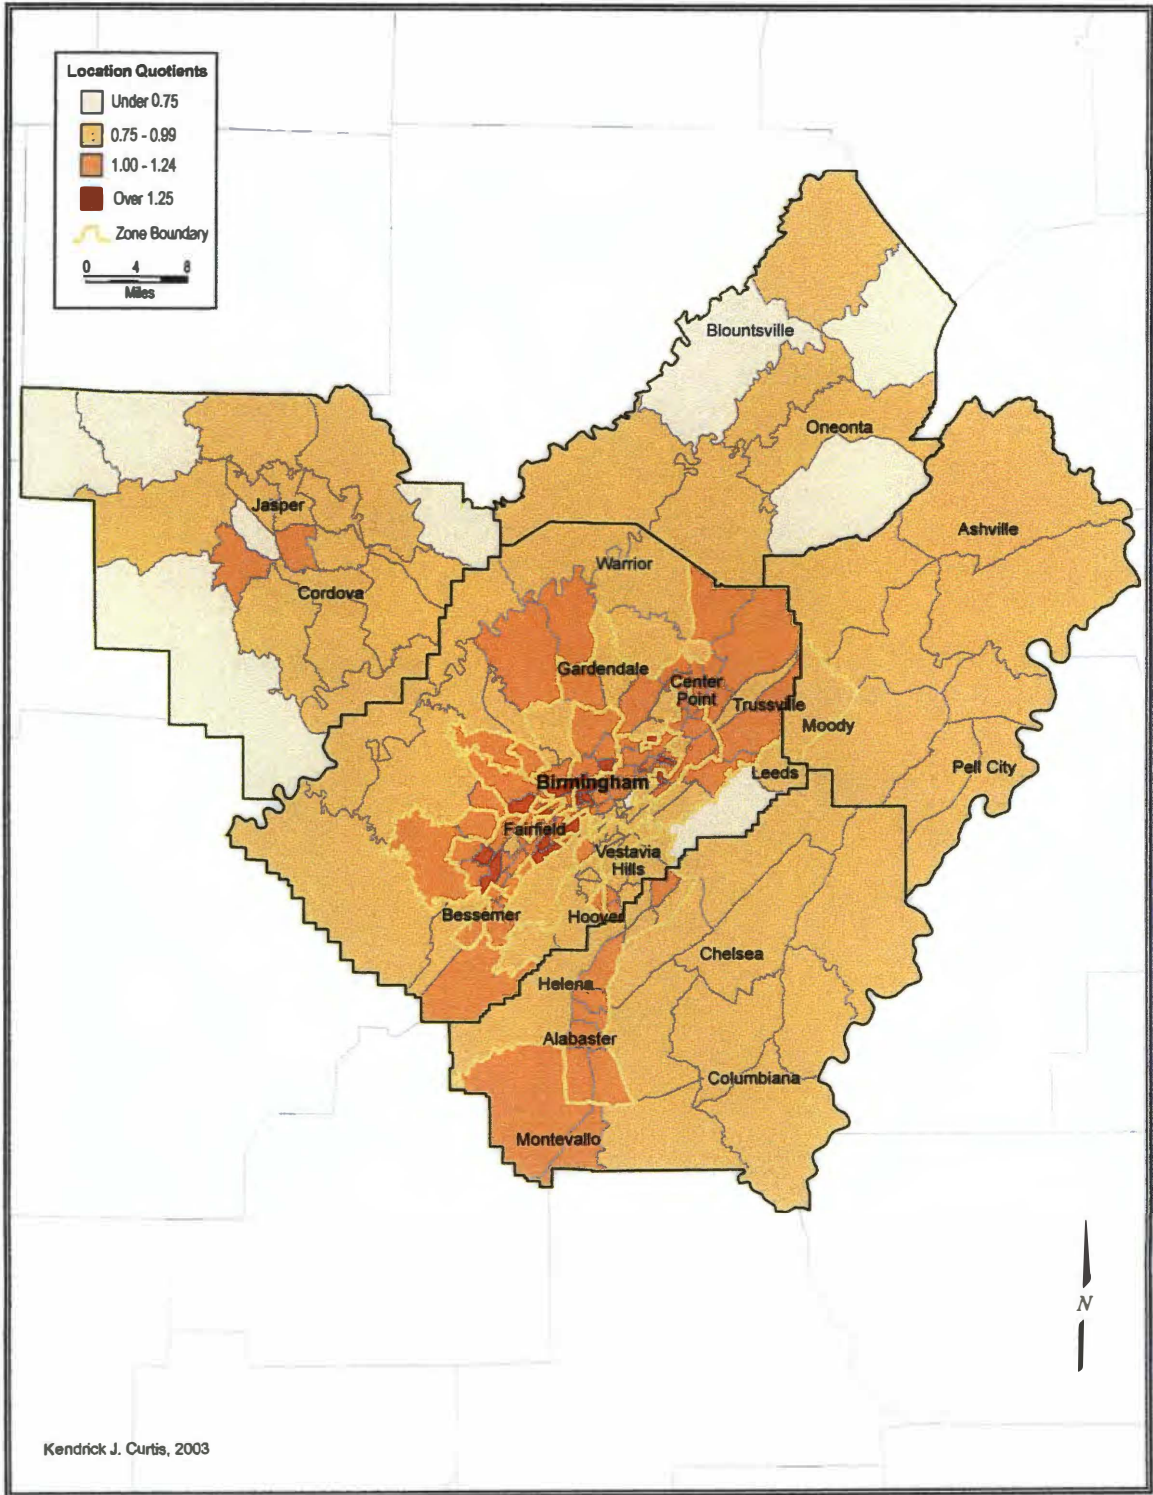 Location Quotients
Under 0.75
0.75 - 0.99
1.00 - 1.24
Over 1.25
Zone Boundary
0 4 8
Miles
Blountsville
Oneonta
Jasper
Ashville
Warrior
Cordova
Gardendale
Center
Point
Trussville
Moody
Pell City
Leeds
Birmingham
Fairfield
Vestavia
Hills
Bessemer
Hoover
Chelsea
Helena
Alabaster
Columbiana
Montevallo
N
Kendrick J. Curtis, 2003